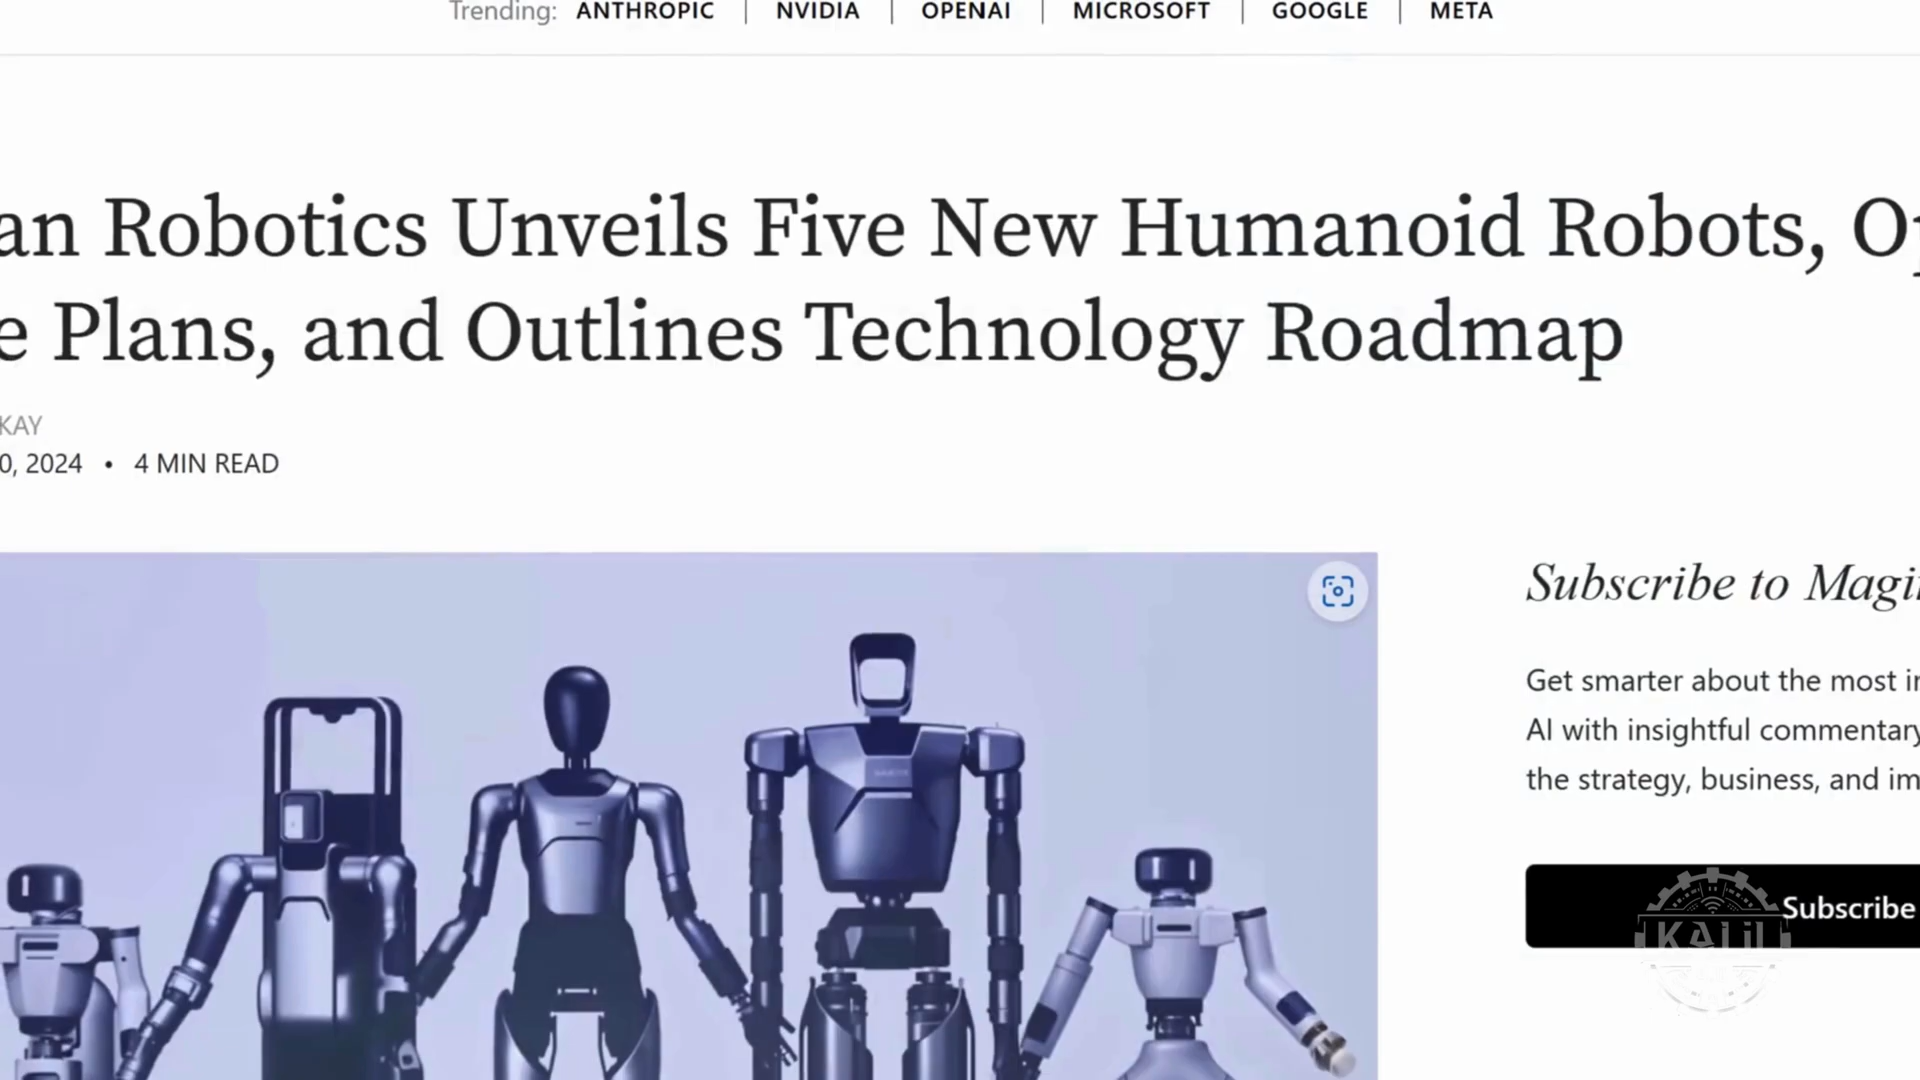 Trending: ANTHROPIC | NVIDIA | OPENAI | MICROSOFT | GOOGLE | META
an Robotics Unveils Five New Humanoid Robots, Op
e Plans, and Outlines Technology Roadmap
KAY
0, 2024 • 4 MIN READ
Subscribe to Magi
Get smarter about the most in
AI with insightful commentary
the strategy, business, and im
Subscribe